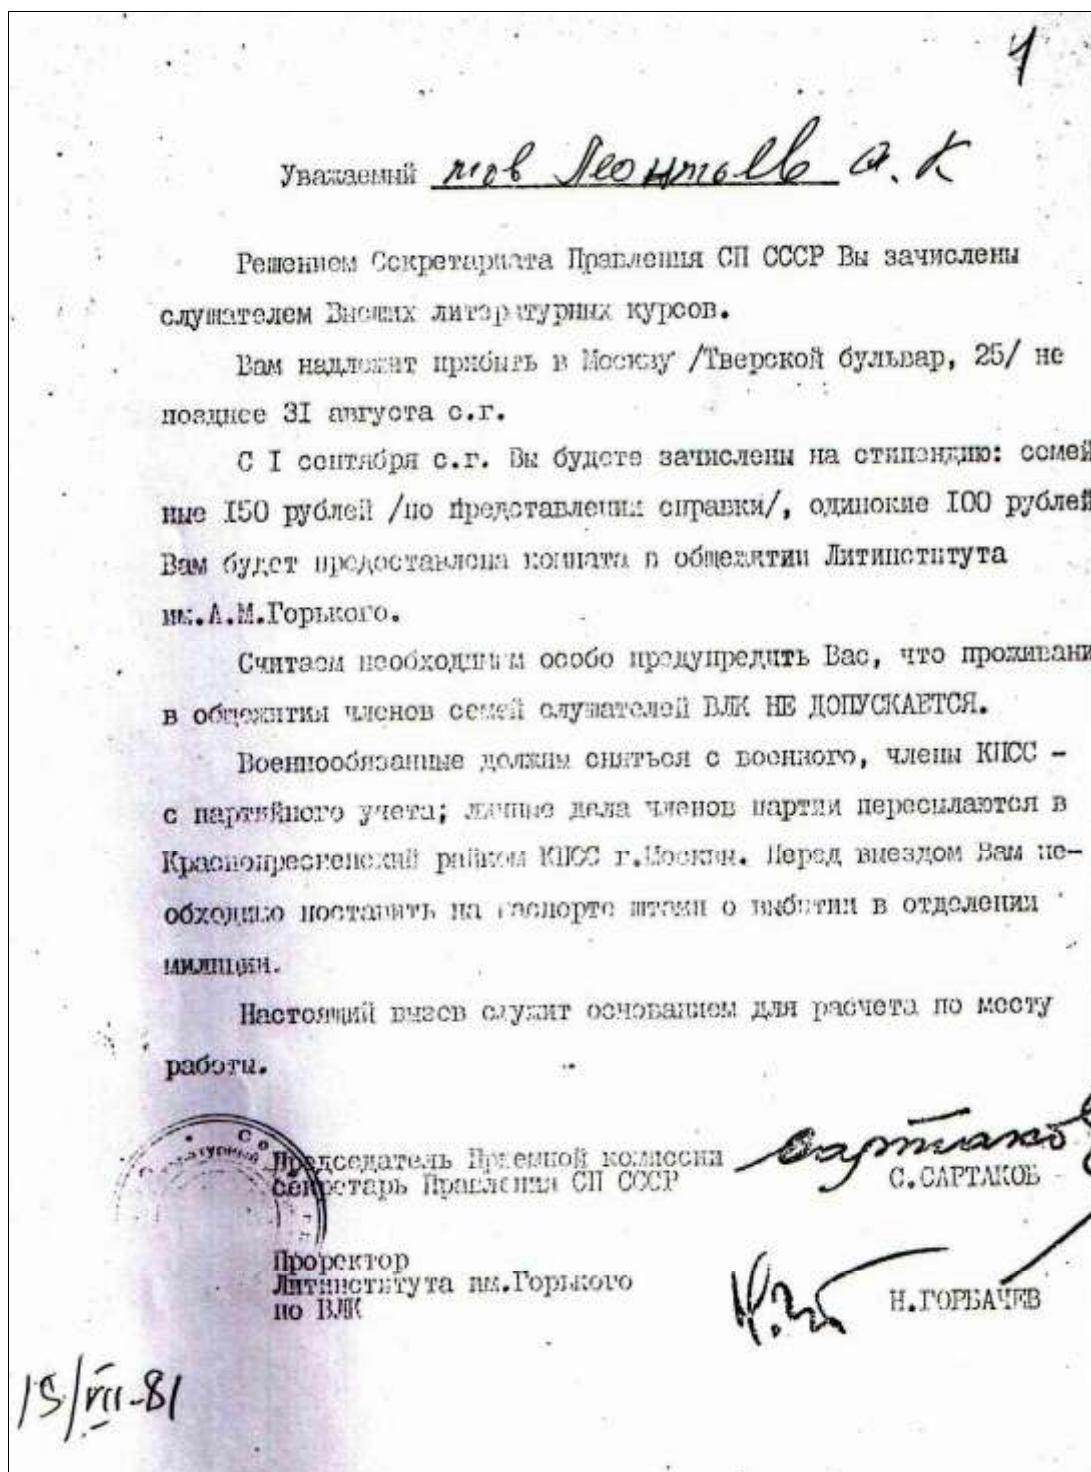 1
Уважаемый тов Леонтьев А. К
Решением Секретариата Правления СП СССР Вы зачислены
слушателем Высших литературных курсов.
Вам надлежит прибыть в Москву /Тверской бульвар, 25/ не
позднее 3I августа с.г.
С I сентября с.г. Вы будете зачислены на стипендию: семей
ные I50 рублей /по представлении справки/, одинокие I00 рублей
Вам будет предоставлена комната в общежитии Литинститута
им.А.М.Горького.
Считаем необходимым особо предупредить Вас, что проживани
в общежитии членов семей слушателей ВЛК НЕ ДОПУСКАЕТСЯ.
Военнообязанные должны сняться с военного, члены КПСС –
с партийного учета; личные дела членов партии пересылаются в
Краснопресненский райком КПСС г.Москвы. Перед выездом Вам не–
обходимо поставить на паспорте штамп о выбытии в отделении
милиции.
Настоящий вызов служит основанием для расчета по месту
работы.
Председатель Приемной комиссии
секретарь Правления СП СССР
Сартаков
С.САРТАКОВ
Проректор
Литинститута им.Горького
по ВЛК
Н.ГОРБАЧЕВ
15/VII-81